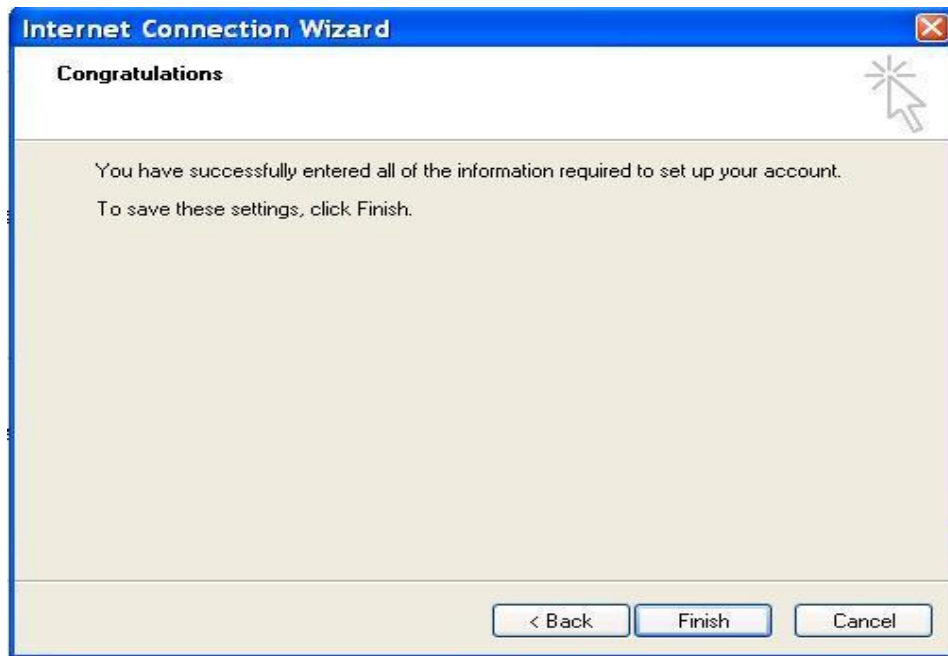 Internet Connection Wizard
Congratulations
You have successfully entered all of the information required to set up your account.
To save these settings, click Finish.
< Back
Finish
Cancel